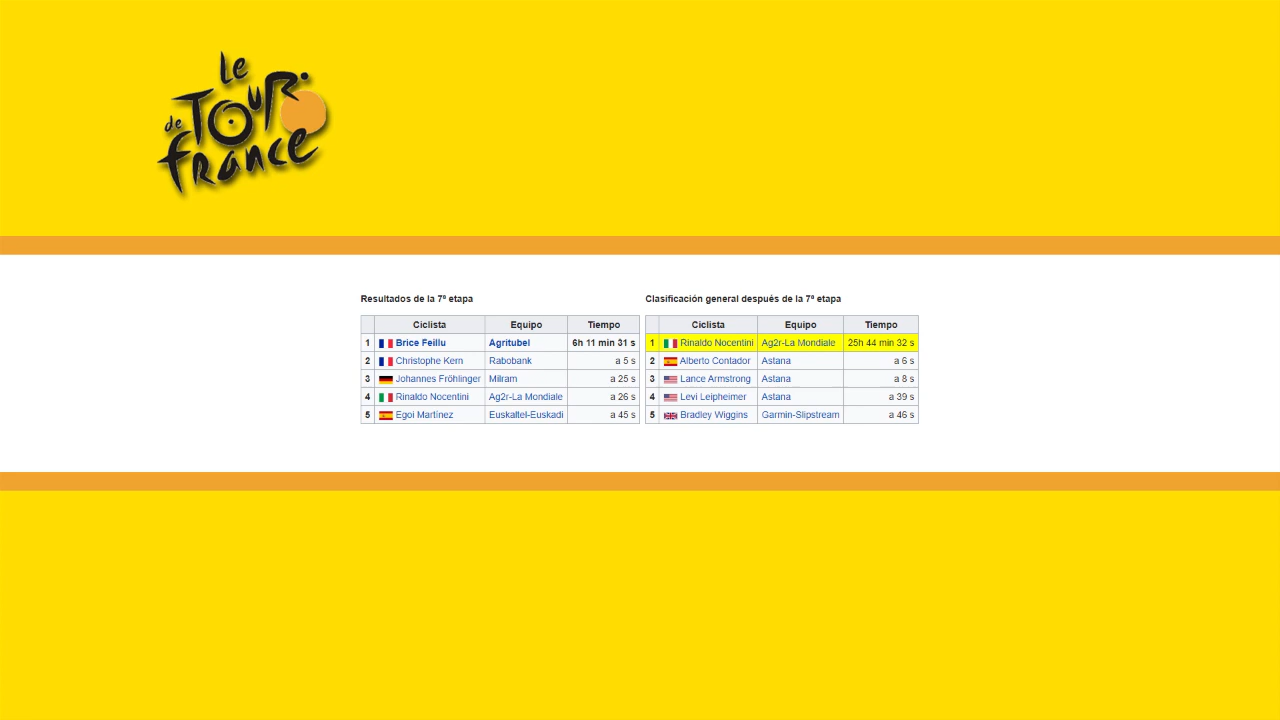 Le
de TOUR
france
Resultados de la 7ª etapa
Ciclista Equipo Tiempo
1 Brice Feillu Agritubel 6h 11 min 31 s
2 Christophe Kern Rabobank a 5 s
3 Johannes Fröhlinger Milram a 25 s
4 Rinaldo Nocentini Ag2r-La Mondiale a 26 s
5 Egoi Martínez Euskaltel-Euskadi a 45 s
Clasificación general después de la 7ª etapa
Ciclista Equipo Tiempo
1 Rinaldo Nocentini Ag2r-La Mondiale 25h 44 min 32 s
2 Alberto Contador Astana a 6 s
3 Lance Armstrong Astana a 8 s
4 Levi Leipheimer Astana a 39 s
5 Bradley Wiggins Garmin-Slipstream a 46 s